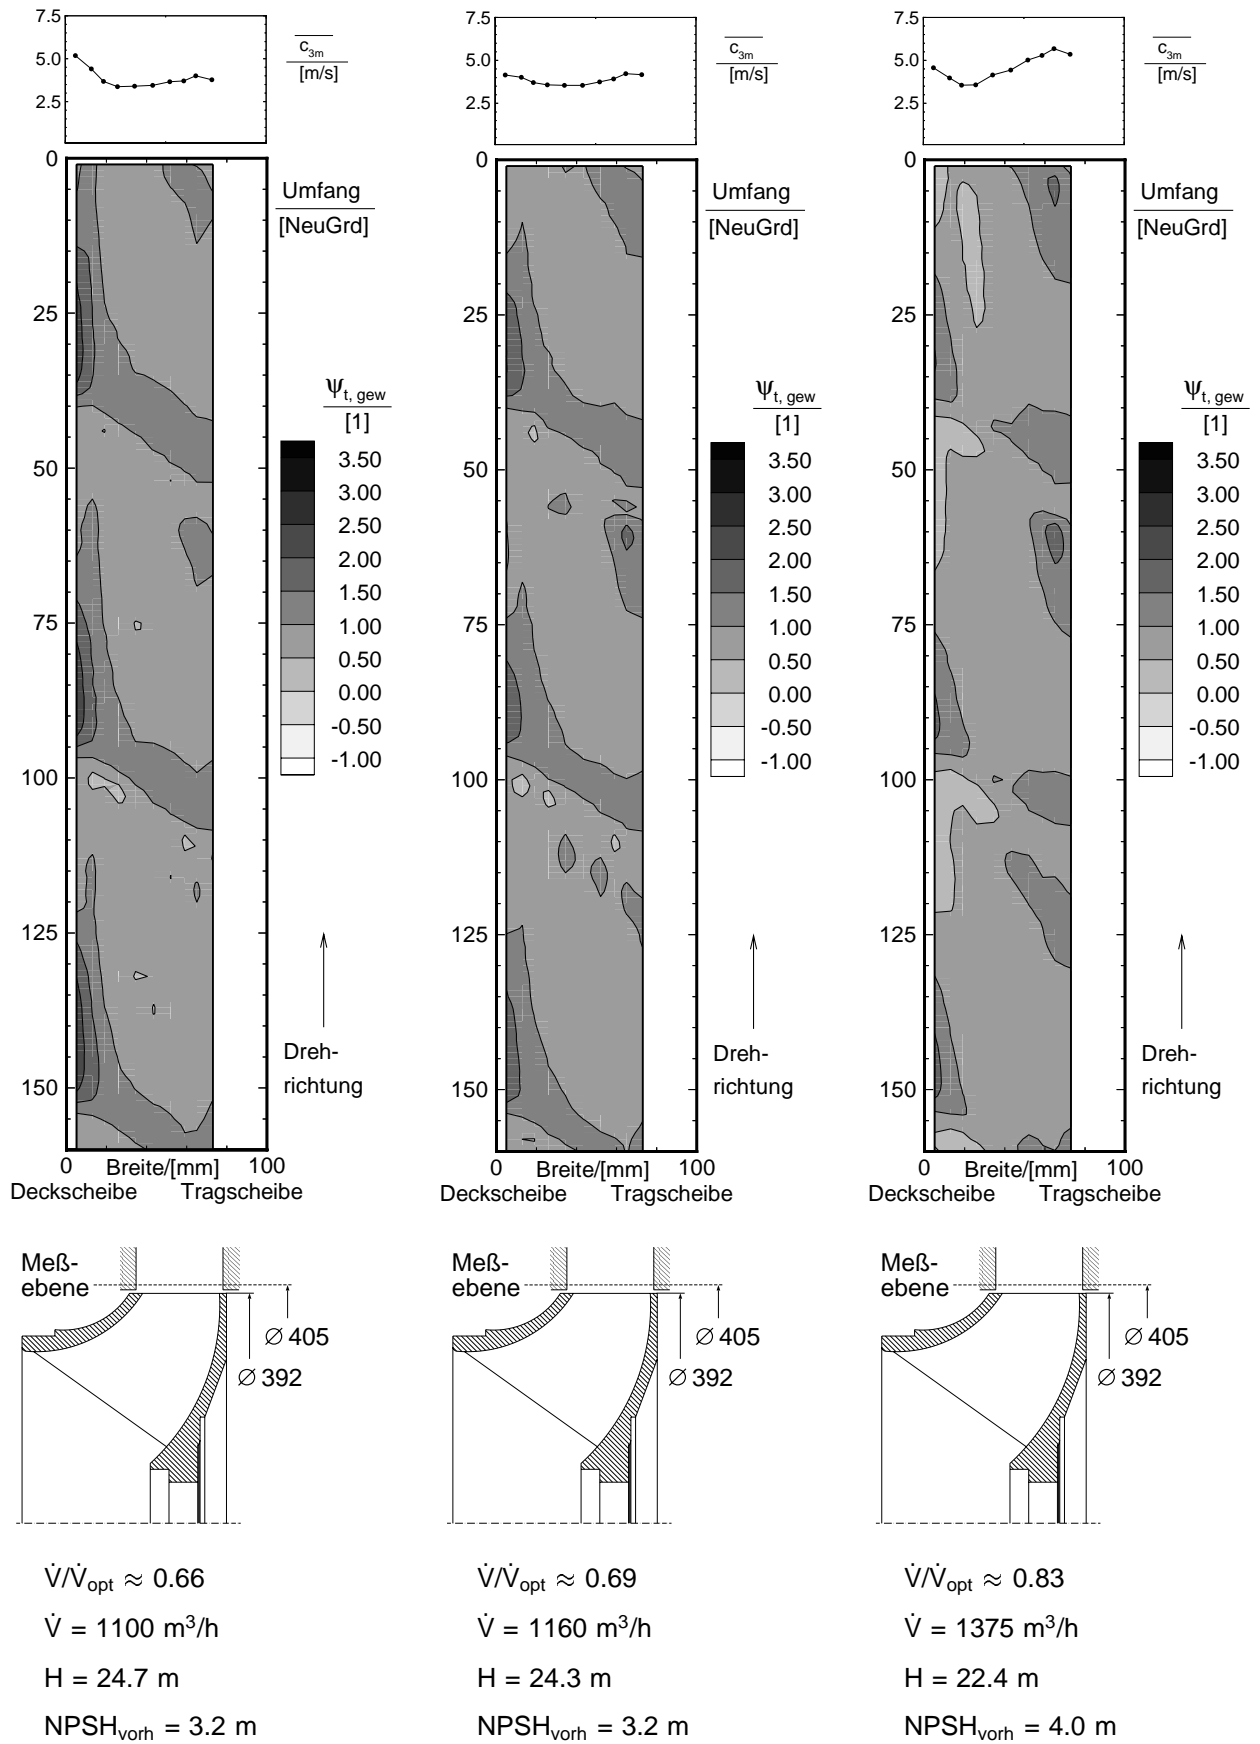 7.5
5.0
2.5
c3m
[m/s]
0
25
50
75
100
125
150
Umfang
[NeuGrd]
Ψt, gew
[1]
3.50
3.00
2.50
2.00
1.50
1.00
0.50
0.00
-0.50
-1.00
Dreh-
richtung
0 Breite/[mm] 100
Deckscheibe Tragscheibe
Meß-
ebene
∅ 405
∅ 392
V̇/V̇opt ≈ 0.66
V̇ = 1100 m³/h
H = 24.7 m
NPSHvorh = 3.2 m
7.5
5.0
2.5
c3m
[m/s]
0
25
50
75
100
125
150
Umfang
[NeuGrd]
Ψt, gew
[1]
3.50
3.00
2.50
2.00
1.50
1.00
0.50
0.00
-0.50
-1.00
Dreh-
richtung
0 Breite/[mm] 100
Deckscheibe Tragscheibe
Meß-
ebene
∅ 405
∅ 392
V̇/V̇opt ≈ 0.69
V̇ = 1160 m³/h
H = 24.3 m
NPSHvorh = 3.2 m
7.5
5.0
2.5
c3m
[m/s]
0
25
50
75
100
125
150
Umfang
[NeuGrd]
Ψt, gew
[1]
3.50
3.00
2.50
2.00
1.50
1.00
0.50
0.00
-0.50
-1.00
Dreh-
richtung
0 Breite/[mm] 100
Deckscheibe Tragscheibe
Meß-
ebene
∅ 405
∅ 392
V̇/V̇opt ≈ 0.83
V̇ = 1375 m³/h
H = 22.4 m
NPSHvorh = 4.0 m